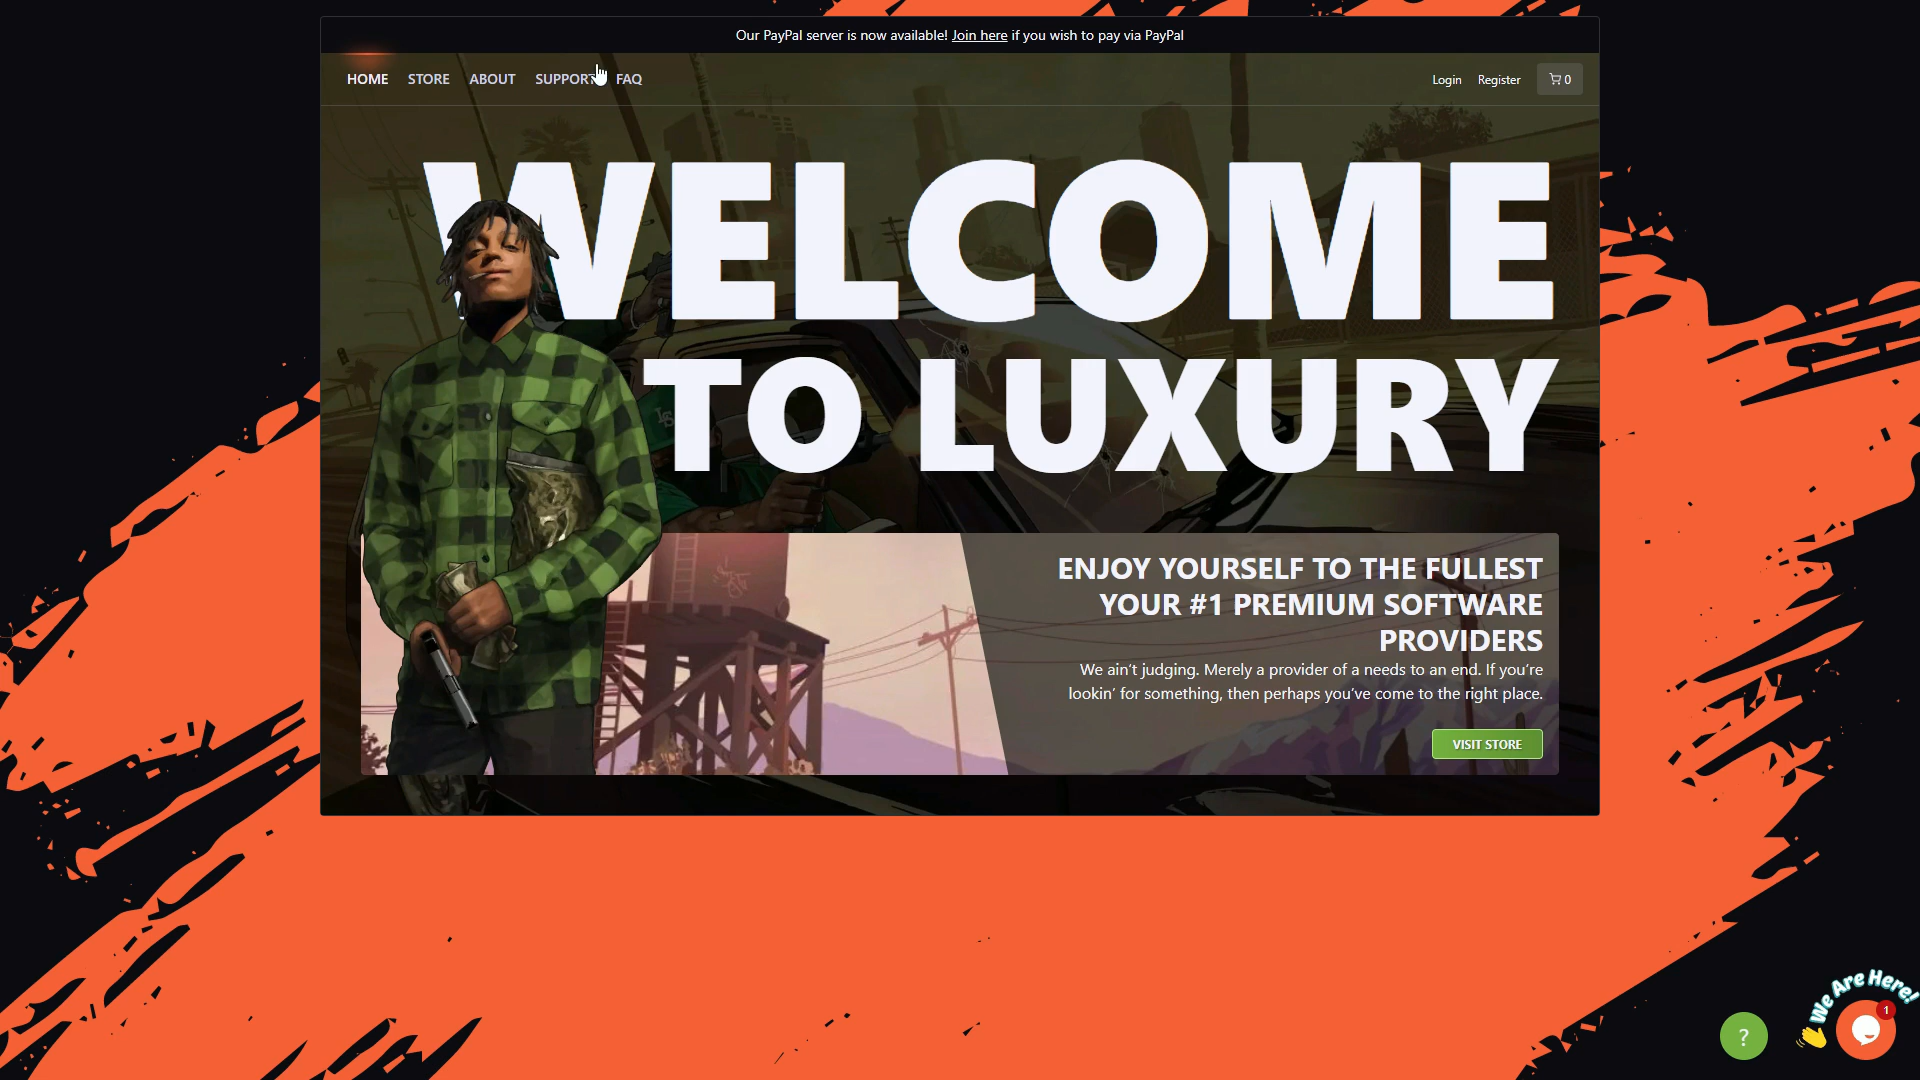 Our PayPal server is now available! Join here if you wish to pay via PayPal
HOME STORE ABOUT SUPPORT FAQ
Login Register 0
WELCOME
TO LUXURY
ENJOY YOURSELF TO THE FULLEST
YOUR #1 PREMIUM SOFTWARE
PROVIDERS
We ain’t judging. Merely a provider of a needs to an end. If you’re
lookin’ for something, then perhaps you’ve come to the right place.
VISIT STORE
We Are Here!
1
?